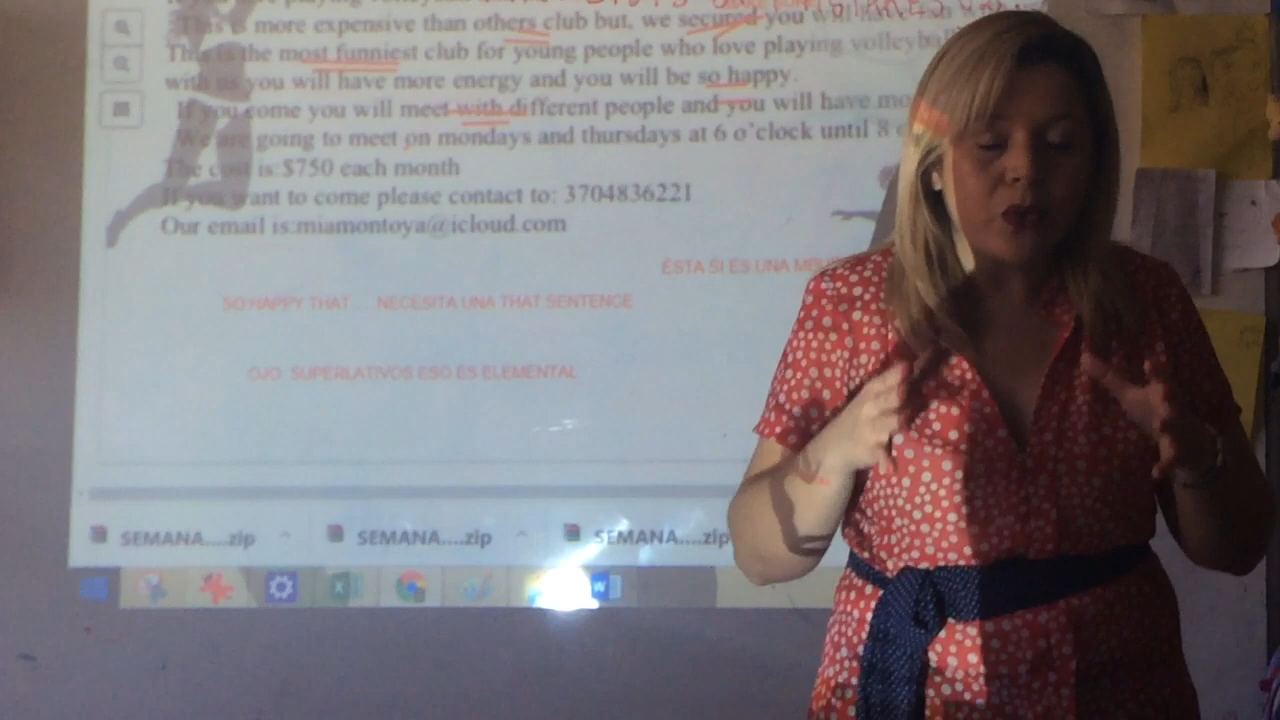 This is more expensive than others club but, we secured you will
This is the most funniest club for young people who love playing volleyball
with us you will have more energy and you will be so happy.
If you come you will meet with different people and you will have
We are going to meet on mondays and thursdays at 6 o'clock until 8
The cost is:$750 each month
If you want to come please contact to: 3704836221
Our email is:miamontoya@icloud.com
ÉSTA SI ES UNA
SO HAPPY THAT ... NECESITA UNA THAT SENTENCE
OJO: SUPERLATIVOS ESO ES ELEMENTAL
SEMANA....zip SEMANA....zip SEMANA....zip